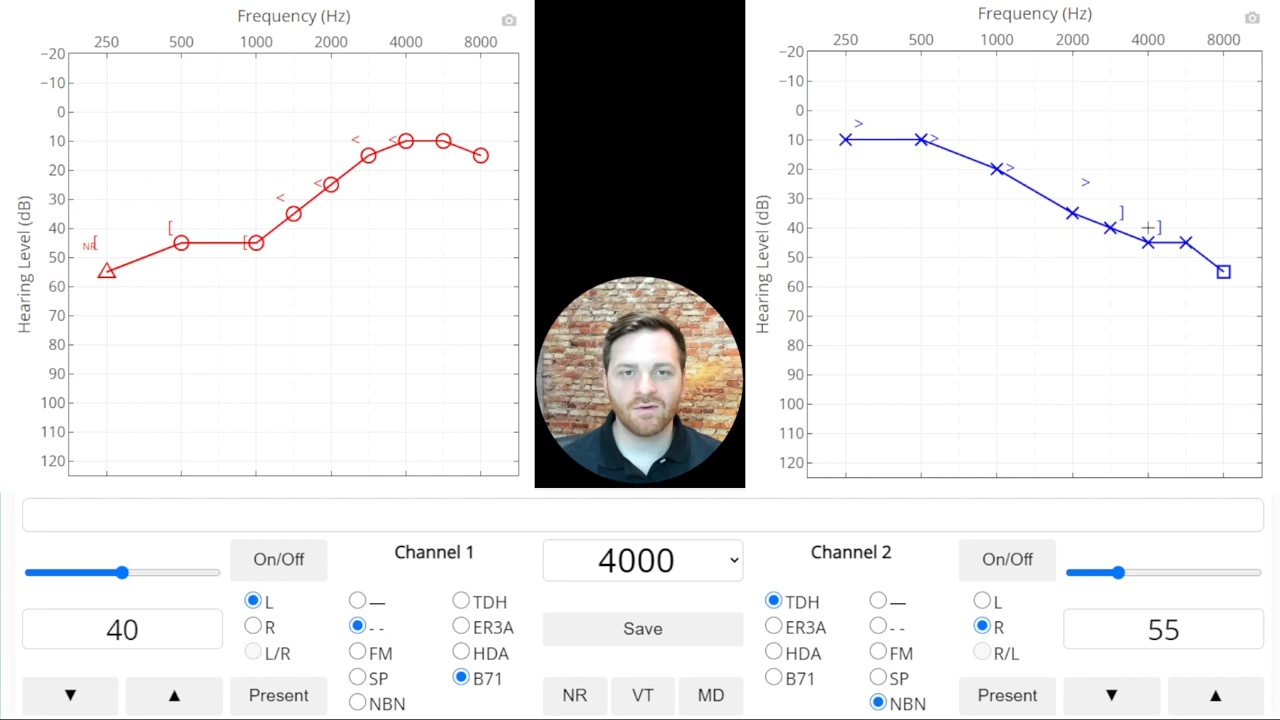 Frequency (Hz)
250 500 1000 2000 4000 8000
−20
−10
0
10
20
30
40
50
60
70
80
90
100
110
120
Hearing Level (dB)
NR
Frequency (Hz)
250 500 1000 2000 4000 8000
−20
−10
0
10
20
30
40
50
60
70
80
90
100
110
120
Hearing Level (dB)
On/Off
Channel 1
4000
Channel 2
On/Off
40
L
R
L/R
—
- -
FM
SP
NBN
TDH
ER3A
HDA
B71
Save
TDH
ER3A
HDA
B71
—
- -
FM
SP
NBN
L
R
R/L
55
▼ ▲ Present
NR VT MD
Present ▼ ▲